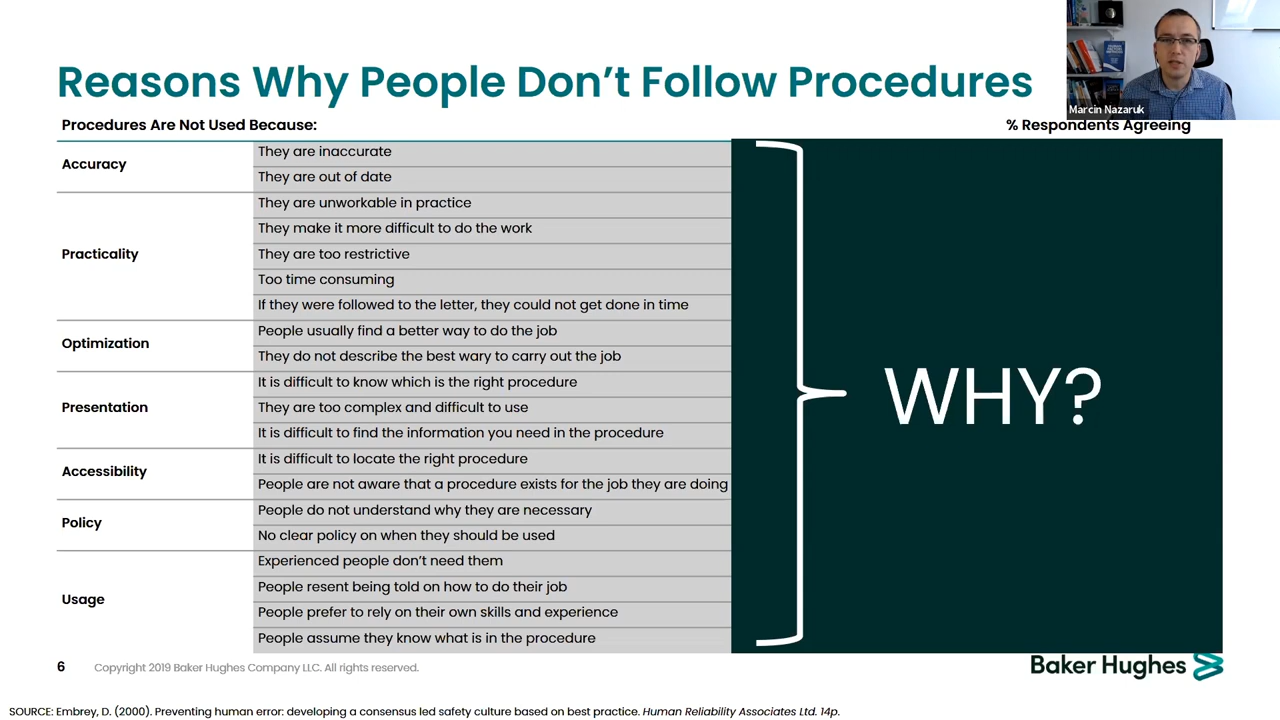 Reasons Why People Don't Follow Procedures
Marcin Nazaruk
Procedures Are Not Used Because:
% Respondents Agreeing
Accuracy
They are inaccurate
They are out of date
Practicality
They are unworkable in practice
They make it more difficult to do the work
They are too restrictive
Too time consuming
If they were followed to the letter, they could not get done in time
Optimization
People usually find a better way to do the job
They do not describe the best wary to carry out the job
Presentation
It is difficult to know which is the right procedure
They are too complex and difficult to use
It is difficult to find the information you need in the procedure
Accessibility
It is difficult to locate the right procedure
People are not aware that a procedure exists for the job they are doing
Policy
People do not understand why they are necessary
No clear policy on when they should be used
Usage
Experienced people don't need them
People resent being told on how to do their job
People prefer to rely on their own skills and experience
People assume they know what is in the procedure
WHY?
6
Copyright 2019 Baker Hughes Company LLC. All rights reserved.
Baker Hughes
SOURCE: Embrey, D. (2000). Preventing human error: developing a consensus led safety culture based on best practice. Human Reliability Associates Ltd. 14p.